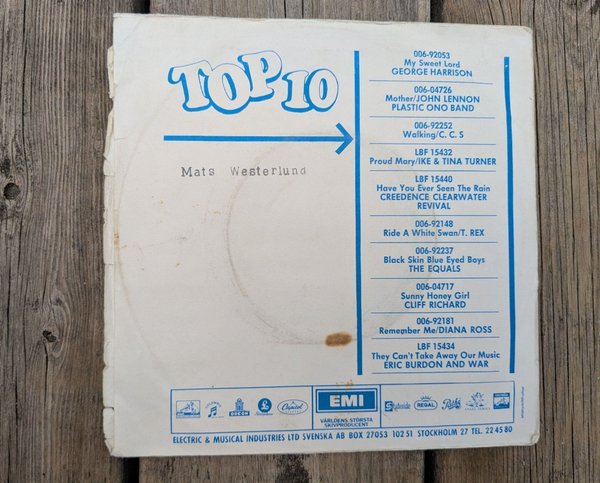 TOP 10
Mats Westerlund
006-92053
My Sweet Lord
GEORGE HARRISON
006-04726
Mother/JOHN LENNON
PLASTIC ONO BAND
006-92252
Walking/C. C. S
LBF 15432
Proud Mary/IKE & TINA TURNER
LBF 15440
Have You Ever Seen The Rain
CREEDENCE CLEARWATER
REVIVAL
006-92148
Ride A White Swan/T. REX
006-92237
Black Skin Blue Eyed Boys
THE EQUALS
006-04717
Sunny Honey Girl
CLIFF RICHARD
006-92181
Remember Me/DIANA ROSS
LBF 15434
They Can't Take Away Our Music
ERIC BURDON AND WAR
ODEON
Capitol
EMI
VÄRLDENS STÖRSTA
SKIVPRODUCENT
REGAL
ELECTRIC & MUSICAL INDUSTRIES LTD SVENSKA AB BOX 27053 102 51 STOCKHOLM 27 TEL. 22 45 80